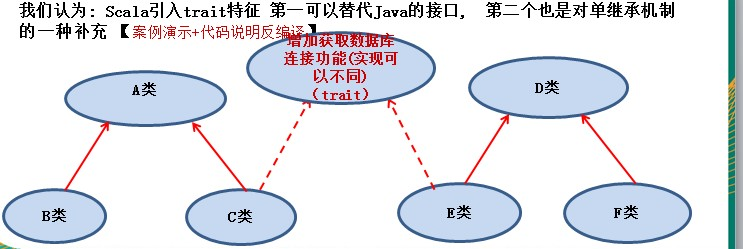 我们认为: Scala引入trait特征 第一可以替代Java的接口, 第二个也是对单继承机制
的一种补充 【案例演示+代码说明反编译】
增加获取数据库
连接功能(实现可
以不同)
(trait)
A类
D类
B类
C类
E类
F类